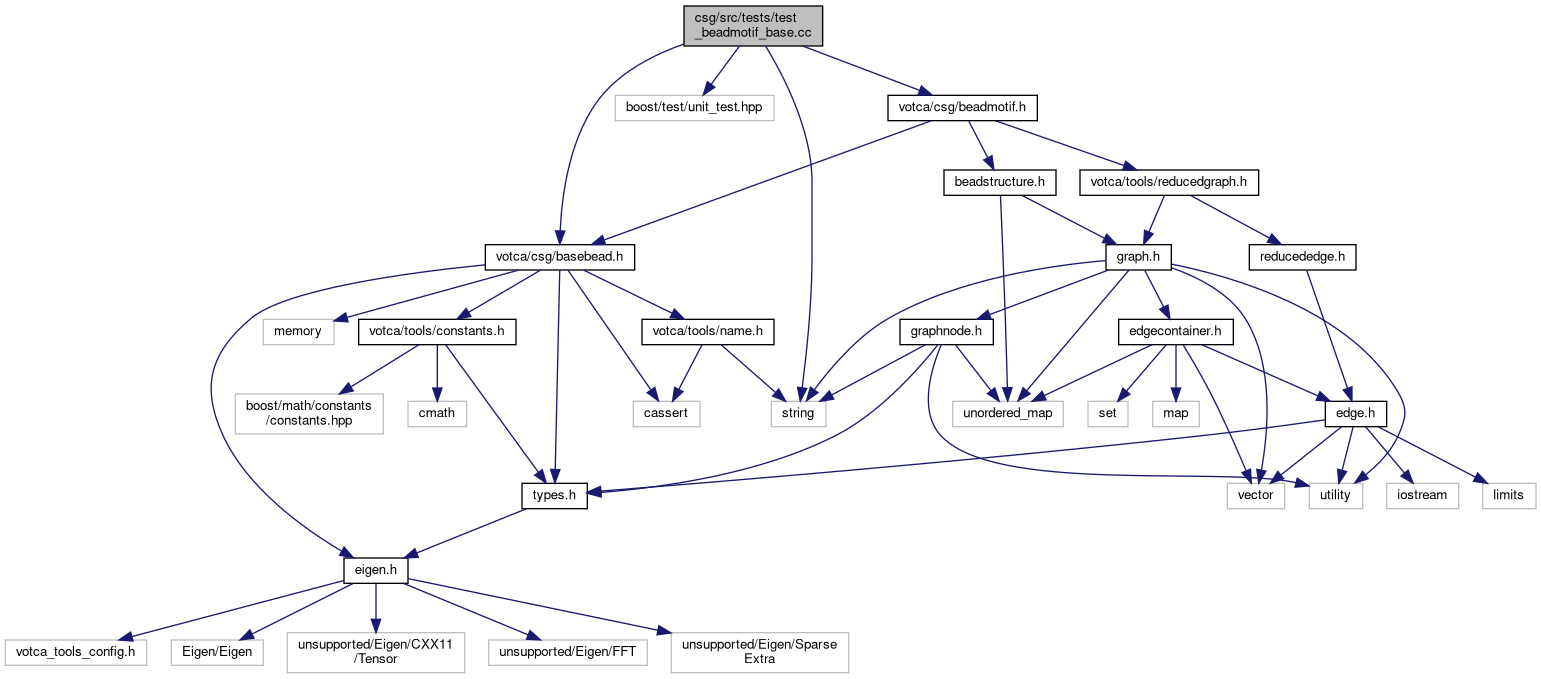 csg/src/tests/test
_beadmotif_base.cc
boost/test/unit_test.hpp
votca/csg/beadmotif.h
beadstructure.h
votca/tools/reducedgraph.h
votca/csg/basebead.h
graph.h
reducededge.h
memory
votca/tools/constants.h
votca/tools/name.h
graphnode.h
edgecontainer.h
boost/math/constants
/constants.hpp
cmath
cassert
string
unordered_map
set
map
edge.h
types.h
vector
utility
iostream
limits
eigen.h
votca_tools_config.h
Eigen/Eigen
unsupported/Eigen/CXX11
/Tensor
unsupported/Eigen/FFT
unsupported/Eigen/Sparse
Extra